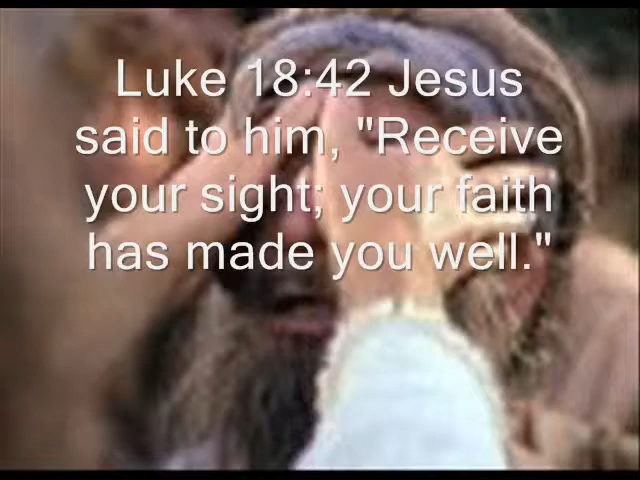 Luke 18:42 Jesus
said to him, "Receive
your sight; your faith
has made you well."